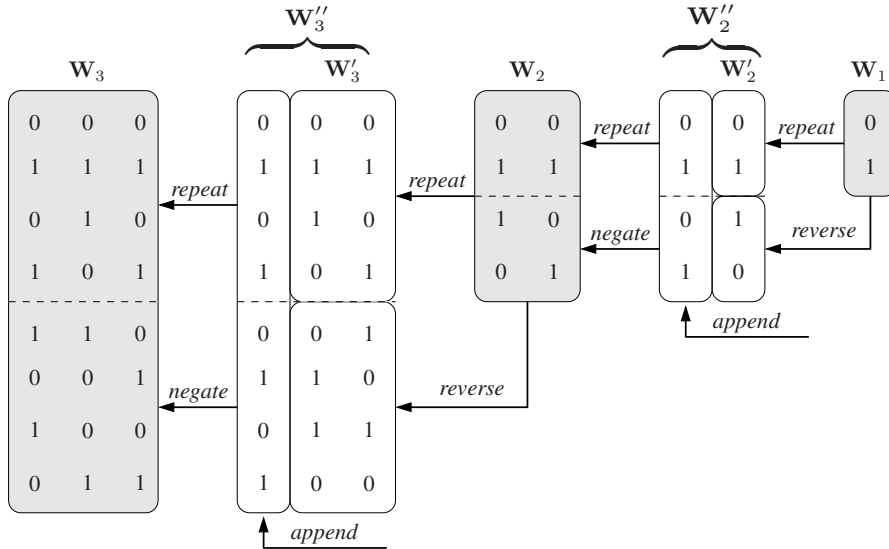 W₃″ W₂″
W₃ W₃′ W₂ W₂′ W₁
0 0 0 0 0 0 0 0 0 0 0
repeat repeat
1 1 1 1 1 1 1 1 1 1 1
repeat repeat
0 1 0 0 1 0 1 0 0 1
negate reverse
1 0 1 1 0 1 0 1 1 0
1 1 0 0 0 1 append
0 0 1 1 1 0
negate reverse
1 0 0 0 1 1
0 1 1 1 0 0
append